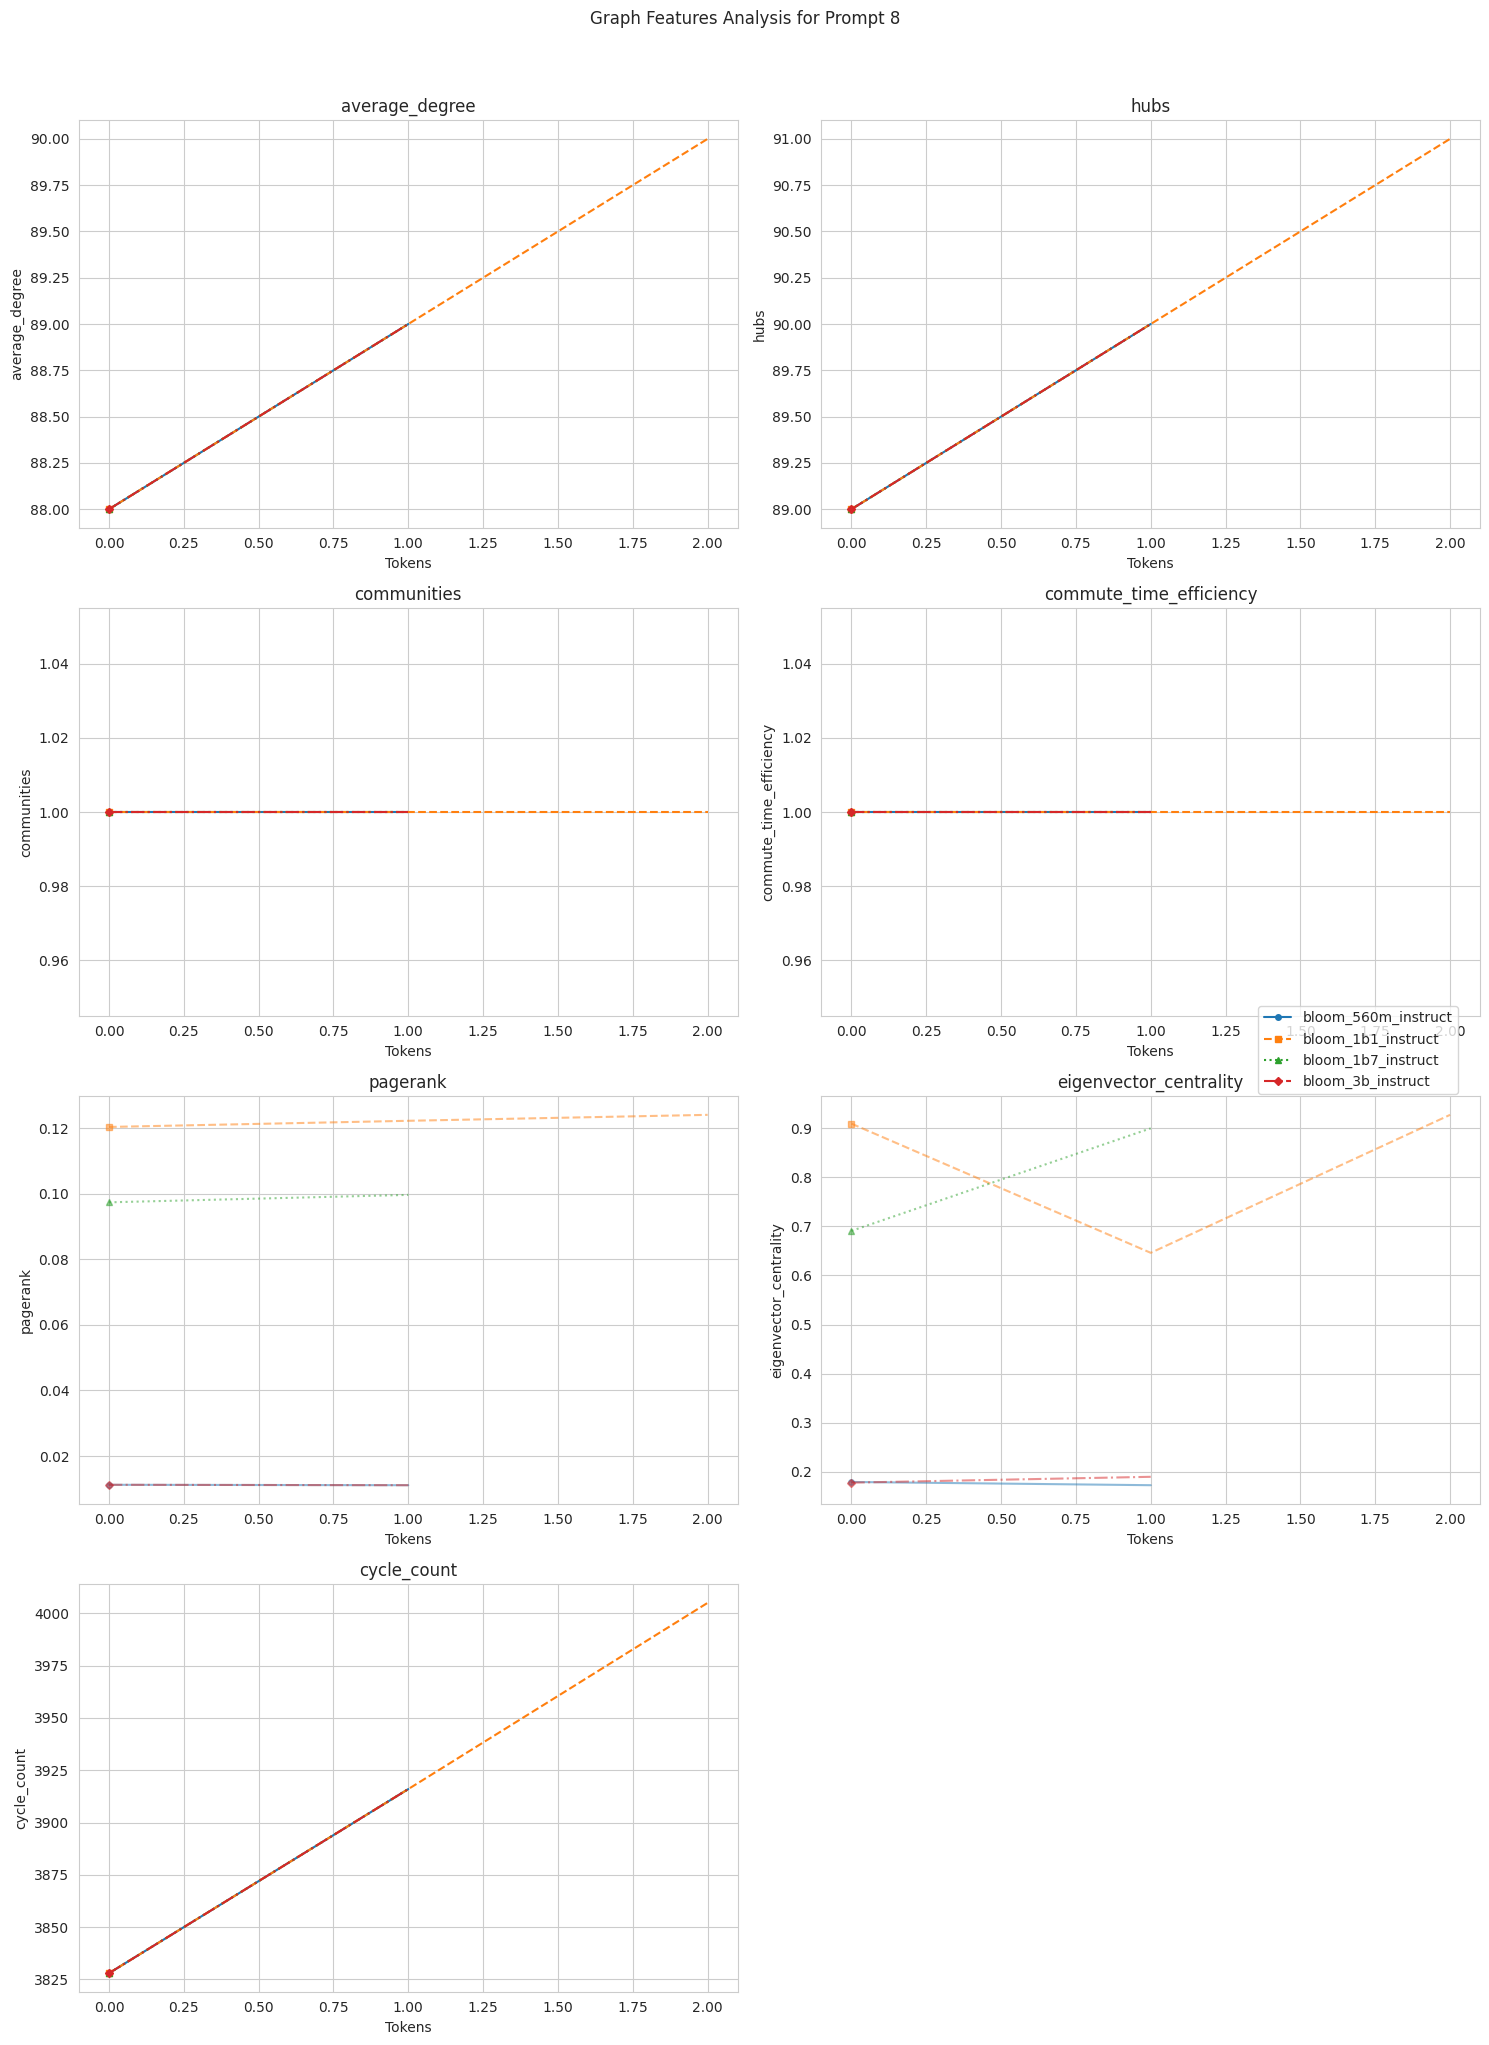 Graph Features Analysis for Prompt 8
average_degree
average_degree
90.00
89.75
89.50
89.25
89.00
88.75
88.50
88.25
88.00
0.00 0.25 0.50 0.75 1.00 1.25 1.50 1.75 2.00
Tokens
hubs
hubs
91.00
90.75
90.50
90.25
90.00
89.75
89.50
89.25
89.00
0.00 0.25 0.50 0.75 1.00 1.25 1.50 1.75 2.00
Tokens
communities
communities
1.04
1.02
1.00
0.98
0.96
0.00 0.25 0.50 0.75 1.00 1.25 1.50 1.75 2.00
Tokens
commute_time_efficiency
commute_time_efficiency
1.04
1.02
1.00
0.98
0.96
0.00 0.25 0.50 0.75 1.00 1.25 1.50 1.75 2.00
Tokens
bloom_560m_instruct
bloom_1b1_instruct
bloom_1b7_instruct
bloom_3b_instruct
pagerank
pagerank
0.12
0.10
0.08
0.06
0.04
0.02
0.00 0.25 0.50 0.75 1.00 1.25 1.50 1.75 2.00
Tokens
eigenvector_centrality
eigenvector_centrality
0.9
0.8
0.7
0.6
0.5
0.4
0.3
0.2
0.00 0.25 0.50 0.75 1.00 1.25 1.50 1.75 2.00
Tokens
cycle_count
cycle_count
4000
3975
3950
3925
3900
3875
3850
3825
0.00 0.25 0.50 0.75 1.00 1.25 1.50 1.75 2.00
Tokens